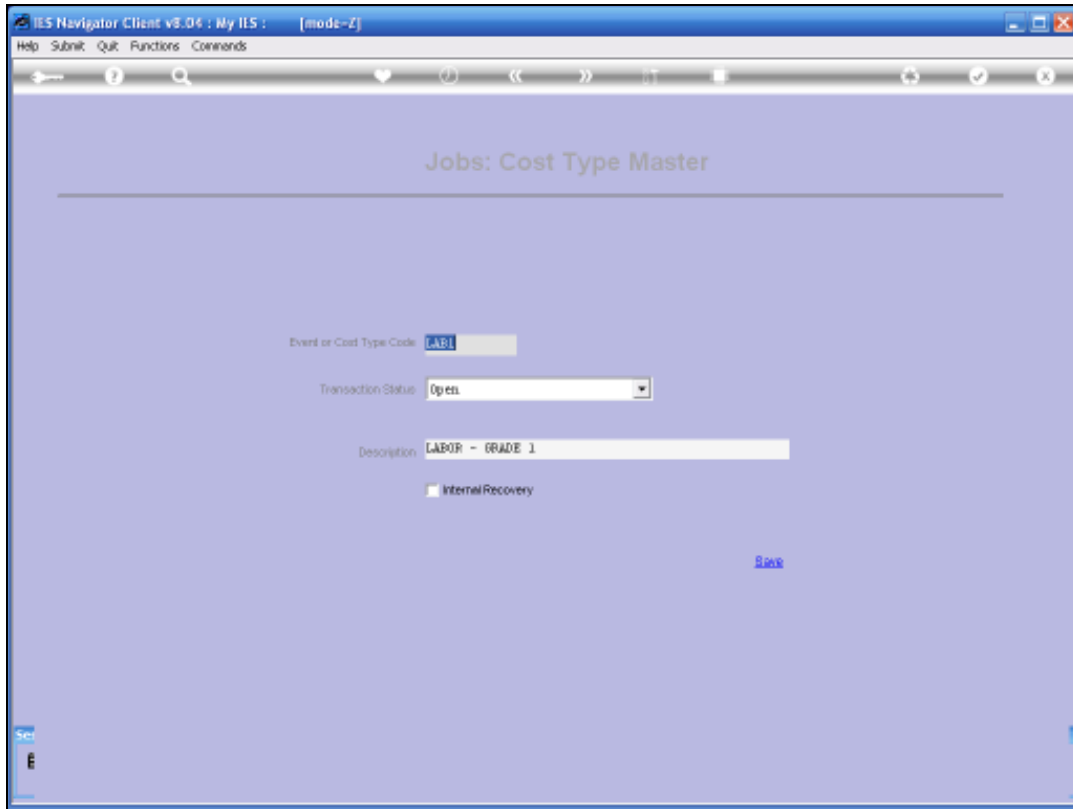 IES Navigator Client v8.04 : My IES : [mode-Z]
Help Submit Quit Functions Commands
Jobs: Cost Type Master
Event or Cost Type Code LAB1
Transaction Status Open
Description LABOR - GRADE 1
Internal Recovery
Save